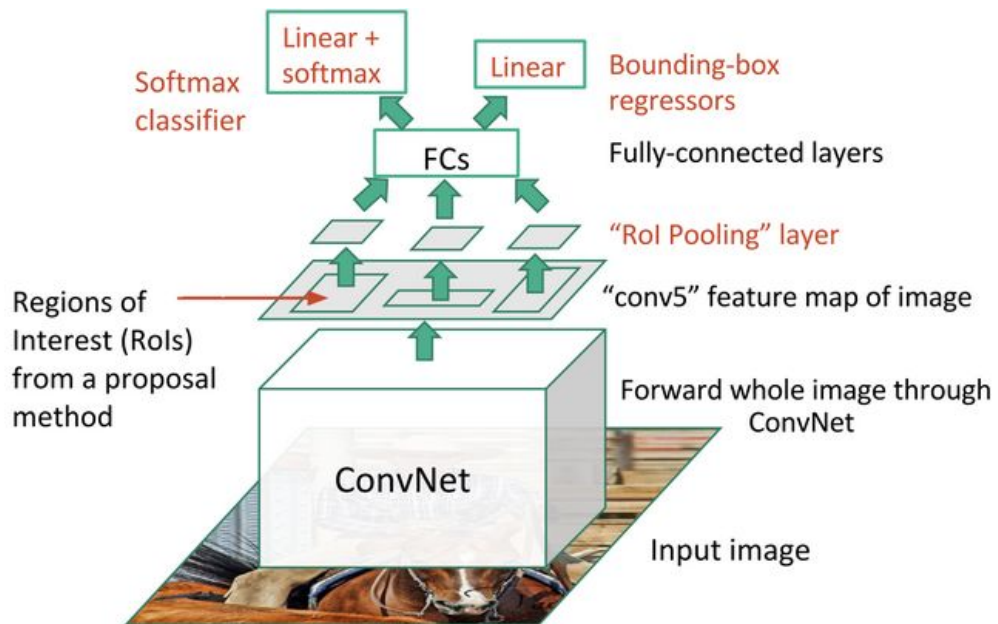 Linear +
softmax
Linear
Softmax
classifier
Bounding-box
regressors
FCs
Fully-connected layers
“RoI Pooling” layer
Regions of
Interest (RoIs)
from a proposal
method
“conv5” feature map of image
Forward whole image through
ConvNet
ConvNet
Input image